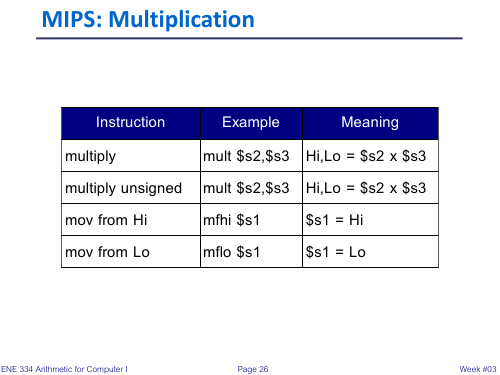 MIPS: Multiplication
Instruction Example Meaning
multiply mult $s2,$s3 Hi,Lo = $s2 x $s3
multiply unsigned mult $s2,$s3 Hi,Lo = $s2 x $s3
mov from Hi mfhi $s1 $s1 = Hi
mov from Lo mflo $s1 $s1 = Lo
ENE 334 Arithmetic for Computer I Page 26 Week #03